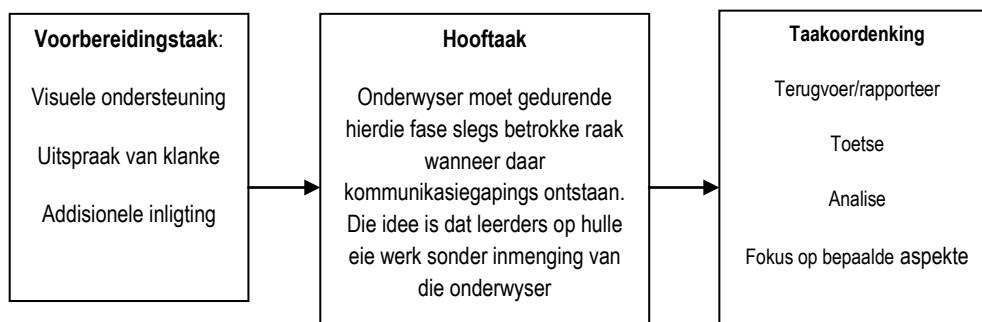 Voorbereidingstaak:
Visuele ondersteuning
Uitspraak van klanke
Addisionele inligting
Hooftaak
Onderwyser moet gedurende
hierdie fase slegs betrokke raak
wanneer daar
kommunikasiegapings ontstaan.
Die idee is dat leerders op hulle
eie werk sonder inmenging van
die onderwyser
Taakoordenking
Terugvoer/rapporteer
Toetse
Analise
Fokus op bepaalde aspekte